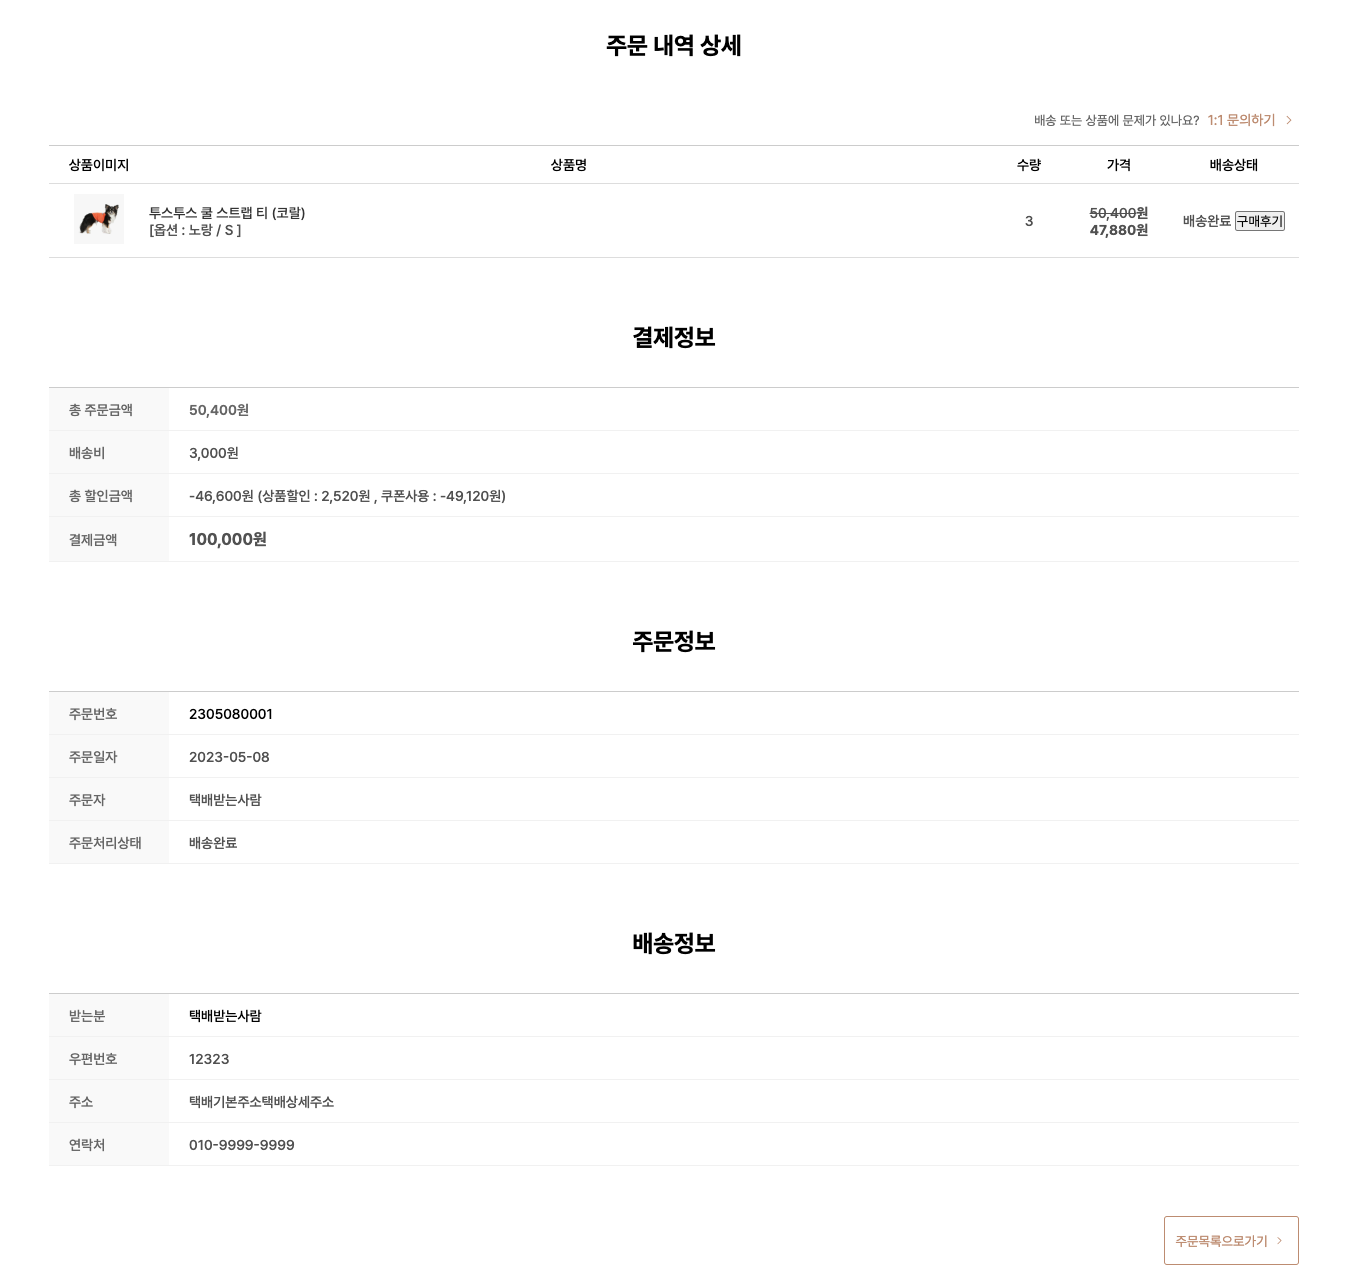 주문 내역 상세
배송 또는 상품에 문제가 있나요? 1:1 문의하기 >
상품이미지 상품명 수량 가격 배송상태
투스투스 쿨 스트랩 티 (코랄)
[옵션 : 노랑 / S ]
3
50,400원
47,880원
배송완료 구매후기
결제정보
총 주문금액 50,400원
배송비 3,000원
총 할인금액 -46,600원 (상품할인 : 2,520원 , 쿠폰사용 : -49,120원)
결제금액 100,000원
주문정보
주문번호 2305080001
주문일자 2023-05-08
주문자 택배받는사람
주문처리상태 배송완료
배송정보
받는분 택배받는사람
우편번호 12323
주소 택배기본주소택배상세주소
연락처 010-9999-9999
주문목록으로가기 >